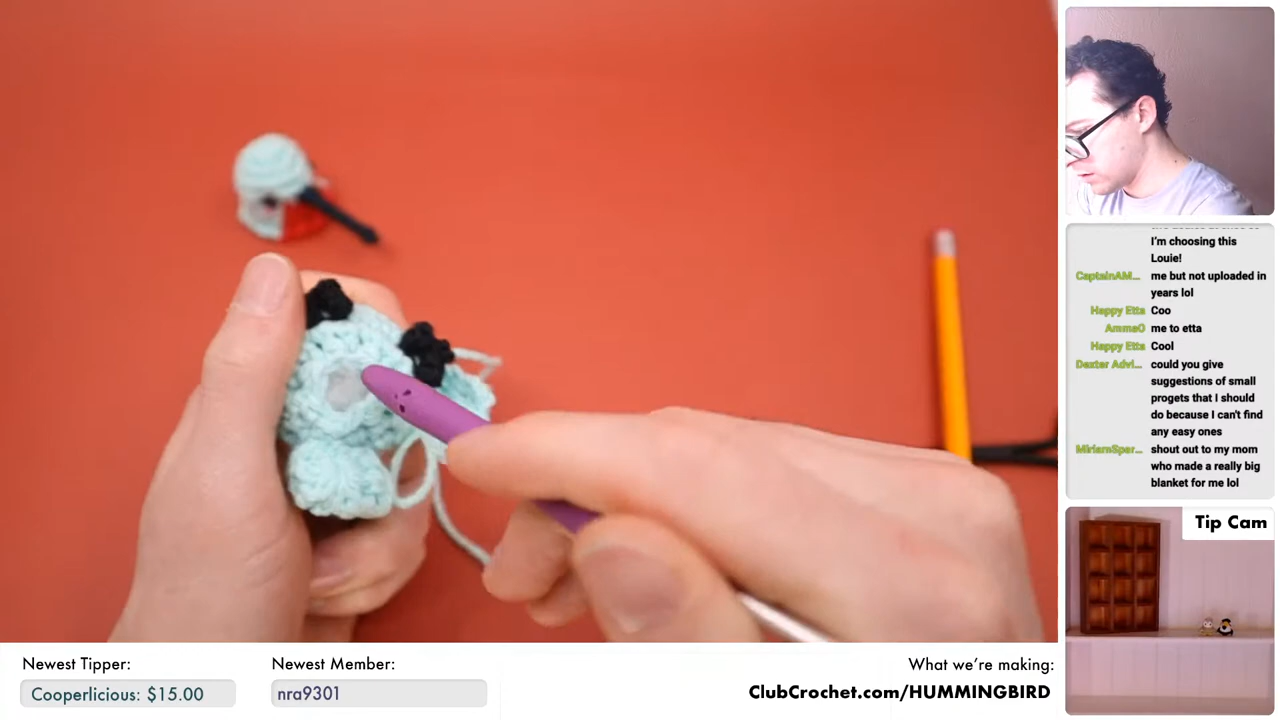 I'm choosing this
Louie!
CaptainAM... me but not uploaded in
years lol
Happy Etta Coo
AmmaO me to etta
Happy Etta Cool
Dexter Advi... could you give
suggestions of small
progets that I should
do because I can't find
any easy ones
MiriamSpar... shout out to my mom
who made a really big
blanket for me lol
Tip Cam
Newest Tipper:
Cooperlicious: $15.00
Newest Member:
nra9301
What we're making:
ClubCrochet.com/HUMMINGBIRD